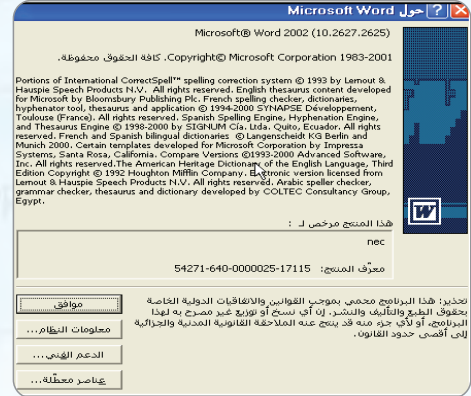 حول Microsoft Word
Microsoft® Word 2002 (10.2627.2625)
Copyright© Microsoft Corporation 1983-2001. كافة الحقوق محفوظة.
Portions of International CorrectSpell™ spelling correction system © 1993 by Lernout &
Hauspie Speech Products N.V. All rights reserved. English thesaurus content developed
for Microsoft by Bloomsbury Publishing Plc. French spelling checker, dictionaries,
hyphenator tool, thesaurus and application © 1994-2000 SYNAPSE Développement,
Toulouse (France). All rights reserved. Spanish Spelling Engine, Hyphenation Engine,
and Thesaurus Engine © 1998-2000 by SIGNUM Cía. Ltda. Quito, Ecuador. All rights
reserved. French and Spanish bilingual dictionaries © Langenscheidt KG Berlin and
Munich 2000. Certain templates developed for Microsoft Corporation by Impressa
Systems, Santa Rosa, California. Compare Versions ©1993-2000 Advanced Software,
Inc. All rights reserved.The American Heritage Dictionary of the English Language, Third
Edition Copyright © 1992 Houghton Mifflin Company. Electronic version licensed from
Lernout & Hauspie Speech Products N.V. All rights reserved. Arabic speller checker,
grammar checker, thesaurus and dictionary developed by COLTEC Consultancy Group,
Egypt.
W
هذا المنتج مرخص لـ :
nec
معرّف المنتج: 54271-640-0000025-17115
تحذير: هذا البرنامج محمي بموجب القوانين والاتفاقيات الدولية الخاصة
بحقوق الطبع والتأليف والنشر. إن أي نسخ أو توزيع غير مصرح به لهذا
البرنامج، أو لأي جزء منه قد ينتج عنه الملاحقة القانونية المدنية والجزائية
إلى أقصى حدود القانون.
موافق
معلومات النظام...
الدعم الفني...
عناصر معطّلة...